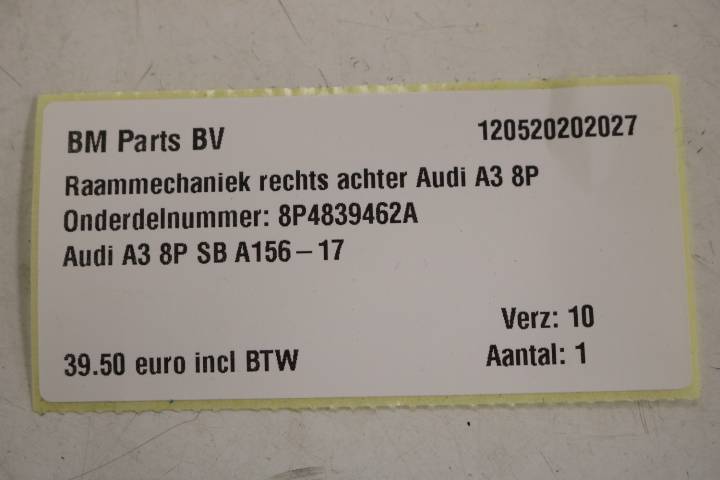 BM Parts BV 120520202027
Raammechaniek rechts achter Audi A3 8P
Onderdelnummer: 8P4839462A
Audi A3 8P SB A156-17
Verz: 10
39.50 euro incl BTW Aantal: 1